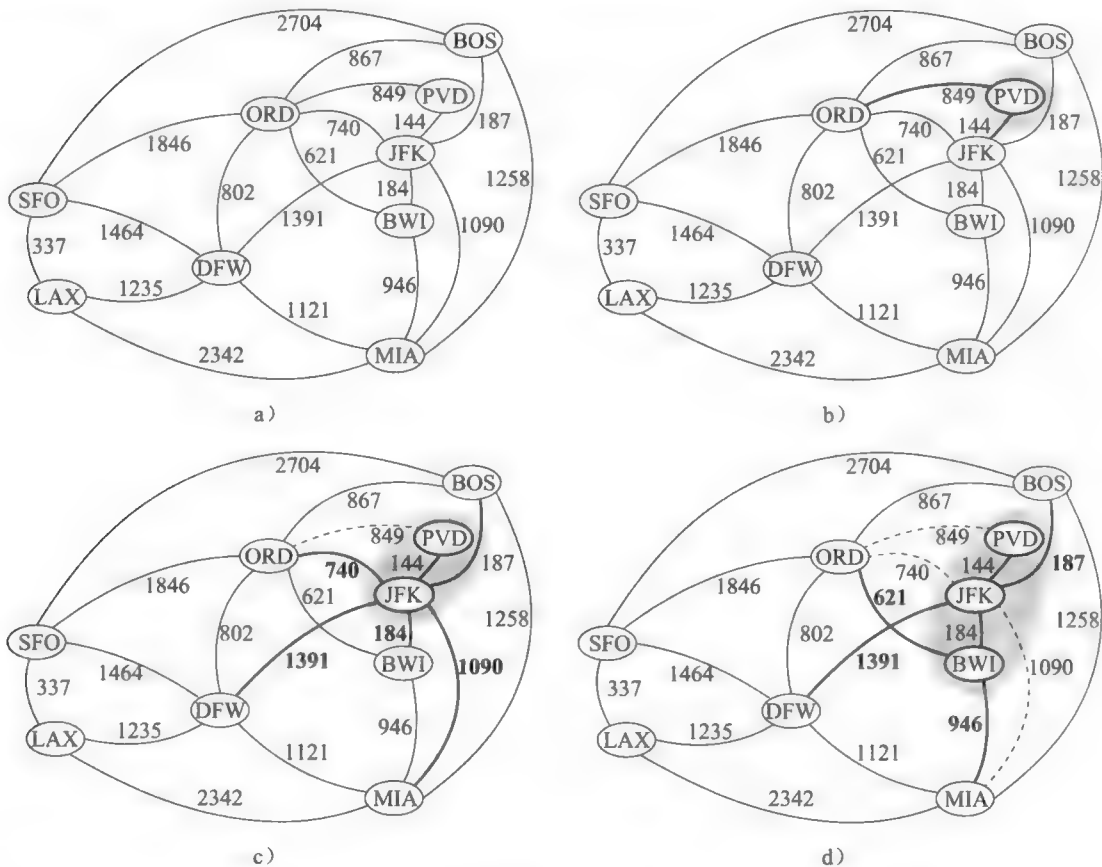 2704
BOS
867
849
PVD
ORD
740
144
187
1846
JFK
621
184
1258
SFO
802
1391
BWI
1090
1464
337
DFW
946
LAX
1235
1121
2342
MIA
a）
2704
BOS
867
849
PVD
ORD
740
144
187
1846
JFK
621
184
1258
SFO
802
1391
BWI
1090
1464
337
DFW
946
LAX
1235
1121
2342
MIA
b）
2704
BOS
867
849
PVD
ORD
740
144
187
1846
JFK
621
184
1258
SFO
802
1391
BWI
1090
1464
337
DFW
946
LAX
1235
1121
2342
MIA
c）
2704
BOS
867
849
PVD
ORD
740
144
187
1846
JFK
621
184
1258
SFO
802
1391
BWI
1090
1464
337
DFW
946
LAX
1235
1121
2342
MIA
d）